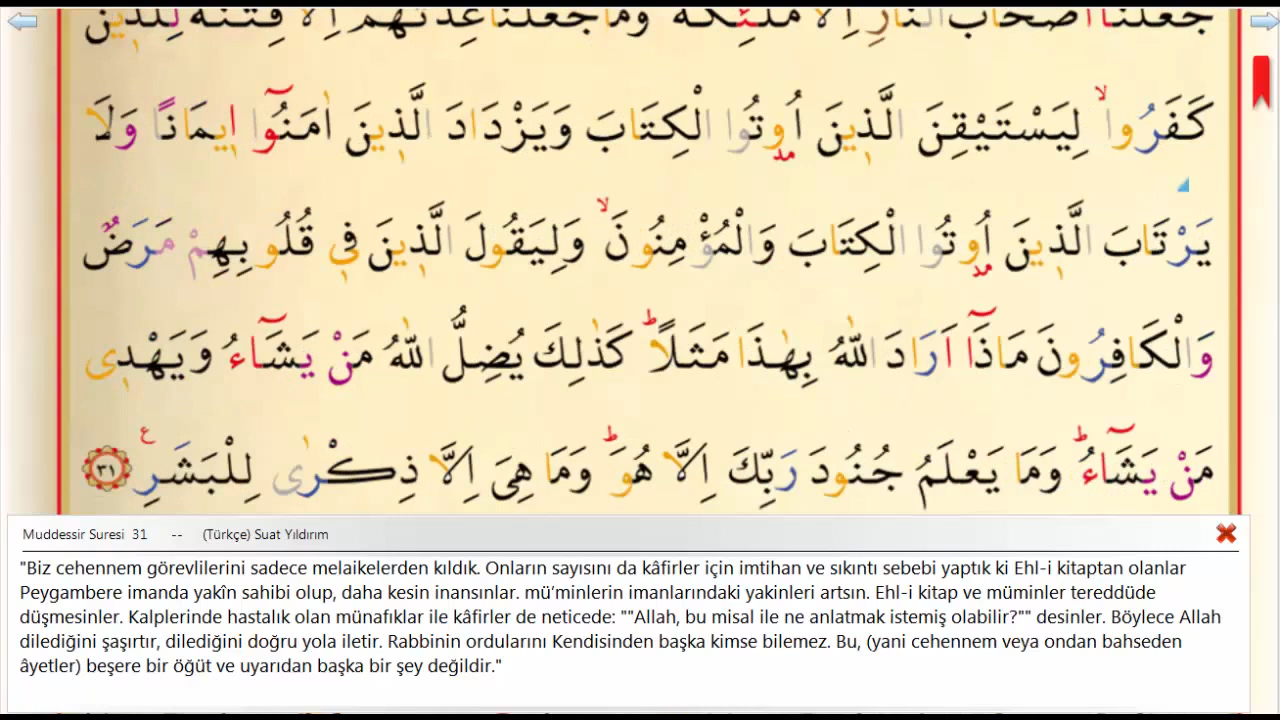 جَعَلْنَٓا اَصْحَابَ النَّارِ اِلَّا مَلٰٓئِكَةً وَمَا جَعَلْنَا عِدَّتَهُمْ اِلَّا فِتْنَةً لِلَّذٖينَ
كَفَرُواۙ لِيَسْتَيْقِنَ الَّذٖينَ اُو۫تُوا الْكِتَابَ وَيَزْدَادَ الَّذٖينَ اٰمَنُٓوا اٖيمَانًا وَلَا
يَرْتَابَ الَّذٖينَ اُو۫تُوا الْكِتَابَ وَالْمُؤْمِنُونَۙ وَلِيَقُولَ الَّذٖينَ فٖي قُلُوبِهِمْ مَرَضٌ
وَالْكَافِرُونَ مَاذَٓا اَرَادَ اللّٰهُ بِهٰذَا مَثَلًاؕ كَذٰلِكَ يُضِلُّ اللّٰهُ مَنْ يَشَٓاءُ وَيَهْدٖى
مَنْ يَشَٓاءُؕ وَمَا يَعْلَمُ جُنُودَ رَبِّكَ اِلَّا هُوَؕ وَمَا هِىَ اِلَّا ذِكْرٰى لِلْبَشَرِࣖ ﴿٣١﴾
Muddessir Suresi 31 -- (Türkçe) Suat Yıldırım
"Biz cehennem görevlilerini sadece melaikelerden kıldık. Onların sayısını da kâfirler için imtihan ve sıkıntı sebebi yaptık ki Ehl-i kitaptan olanlar
Peygambere imanda yakîn sahibi olup, daha kesin inansınlar. mü’minlerin imanlarındaki yakinleri artsın. Ehl-i kitap ve müminler tereddüde
düşmesinler. Kalplerinde hastalık olan münafıklar ile kâfirler de neticede: ""Allah, bu misal ile ne anlatmak istemiş olabilir?"" desinler. Böylece Allah
dilediğini şaşırtır, dilediğini doğru yola iletir. Rabbinin ordularını Kendisinden başka kimse bilemez. Bu, (yani cehennem veya ondan bahseden
âyetler) beşere bir öğüt ve uyarıdan başka bir şey değildir."